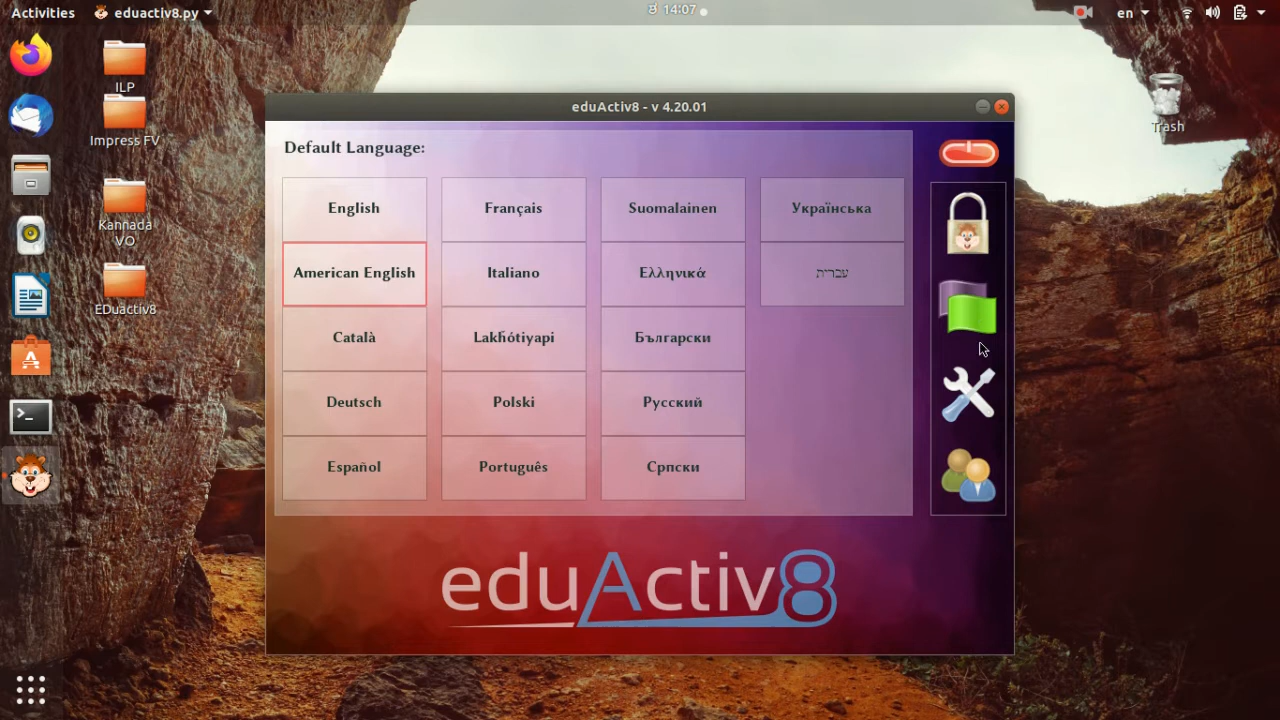 Activities
eduactiv8.py
14:07
en
ILP
Impress FV
Kannada
VO
EDuactiv8
Trash
eduActiv8 - v 4.20.01
Default Language:
English
Français
Suomalainen
Українська
American English
Italiano
Ελληνικά
עברית
Català
Lakȟótiyapi
Български
Deutsch
Polski
Русский
Español
Português
Српски
eduActiv8